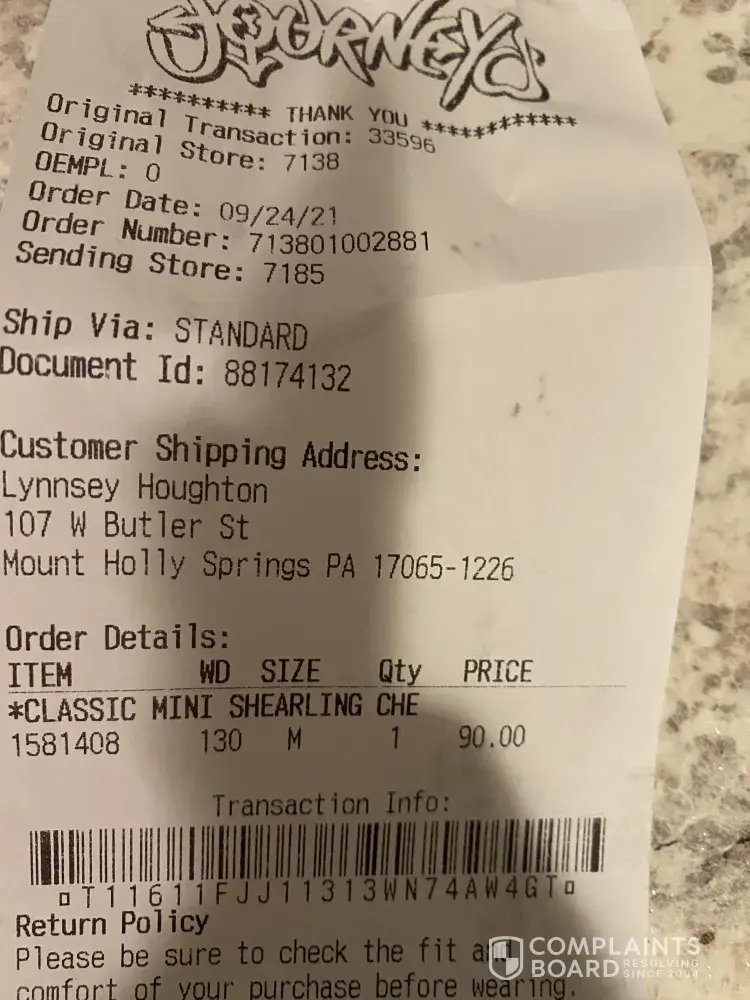 JOURNEYS
********** THANK YOU ************
Original Transaction: 33596
Original Store: 7138
OEMPL: 0
Order Date: 09/24/21
Order Number: 713801002881
Sending Store: 7185
Ship Via: STANDARD
Document Id: 88174132
Customer Shipping Address:
Lynnsey Houghton
107 W Butler St
Mount Holly Springs PA 17065-1226
Order Details:
ITEM WD SIZE Qty PRICE
*CLASSIC MINI SHEARLING CHE
1581408 130 M 1 90.00
Transaction Info:
T11611FJJ11313WN74AW4GT
Return Policy
Please be sure to check the fit and
comfort of your purchase before wearing.
COMPLAINTS
BOARD RESOLVING SINCE 2004